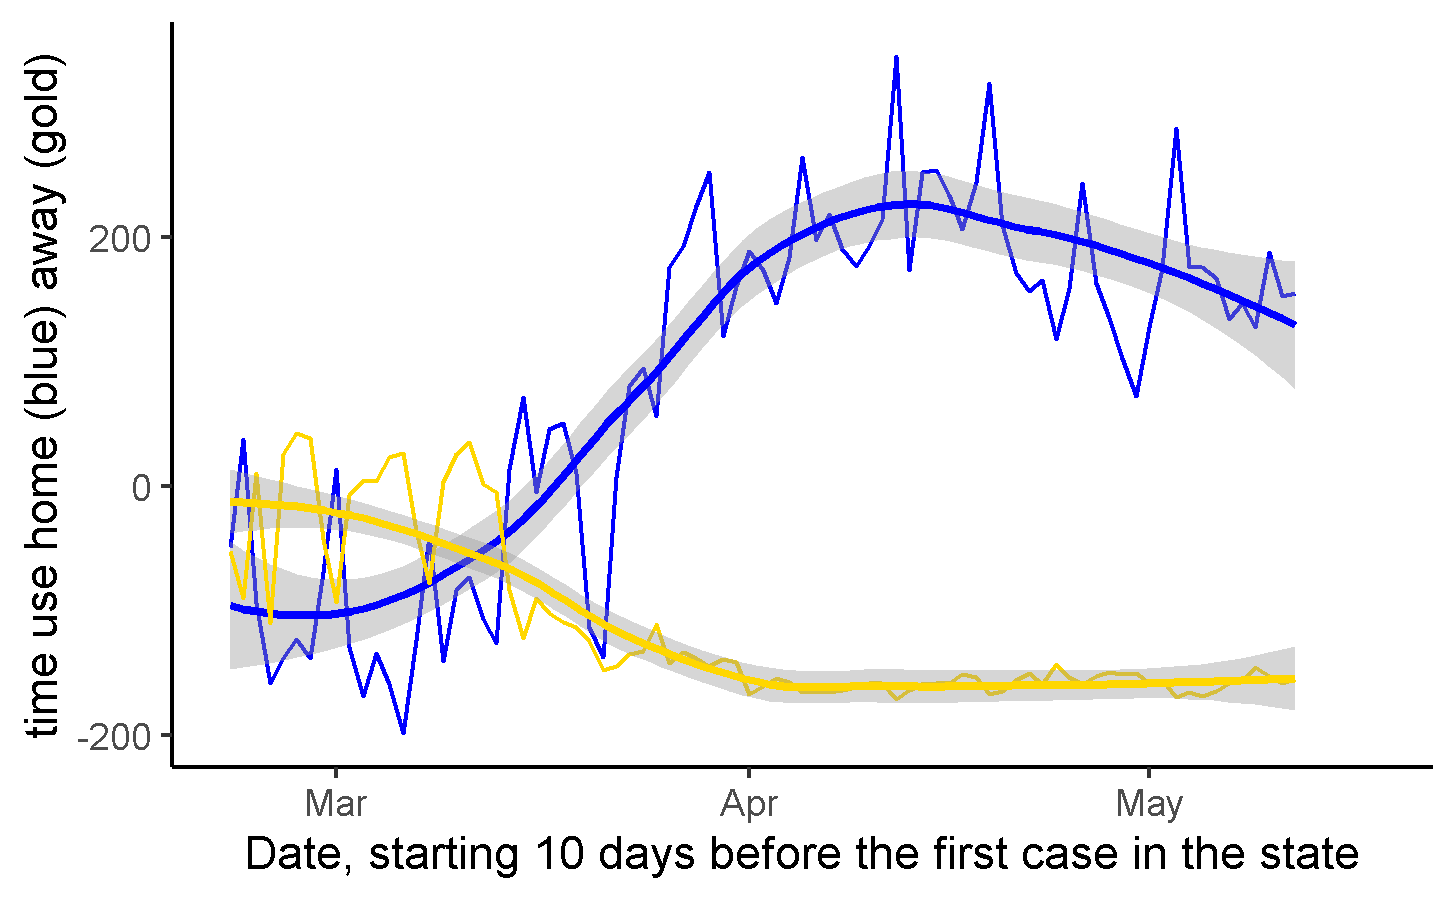 time use home (blue) away (gold)
200
0
-200
Mar Apr May
Date, starting 10 days before the first case in the state